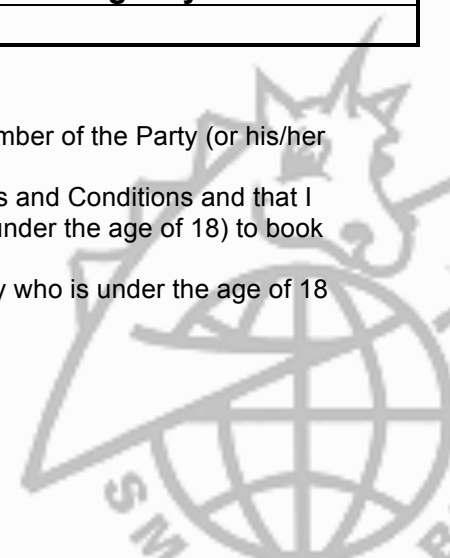 mber of the Party (or his/her
s and Conditions and that I
under the age of 18) to book
y who is under the age of 18
S M